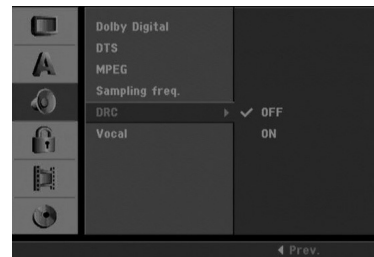 Dolby Digital
DTS
MPEG
A
Sampling freq.
DRC ✓ OFF
Vocal ON
Prev.